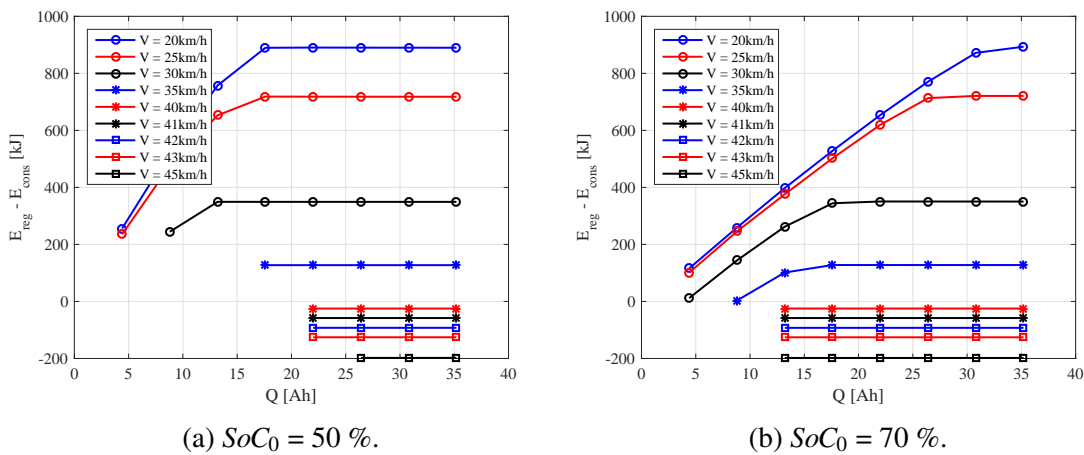 1000
800
600
400
200
0
-200
E_reg - E_cons [kJ]
V = 20km/h
V = 25km/h
V = 30km/h
V = 35km/h
V = 40km/h
V = 41km/h
V = 42km/h
V = 43km/h
V = 45km/h
0 5 10 15 20 25 30 35 40
Q [Ah]
(a) SoC₀ = 50 %.
1000
800
600
400
200
0
-200
E_reg - E_cons [kJ]
V = 20km/h
V = 25km/h
V = 30km/h
V = 35km/h
V = 40km/h
V = 41km/h
V = 42km/h
V = 43km/h
V = 45km/h
0 5 10 15 20 25 30 35 40
Q [Ah]
(b) SoC₀ = 70 %.